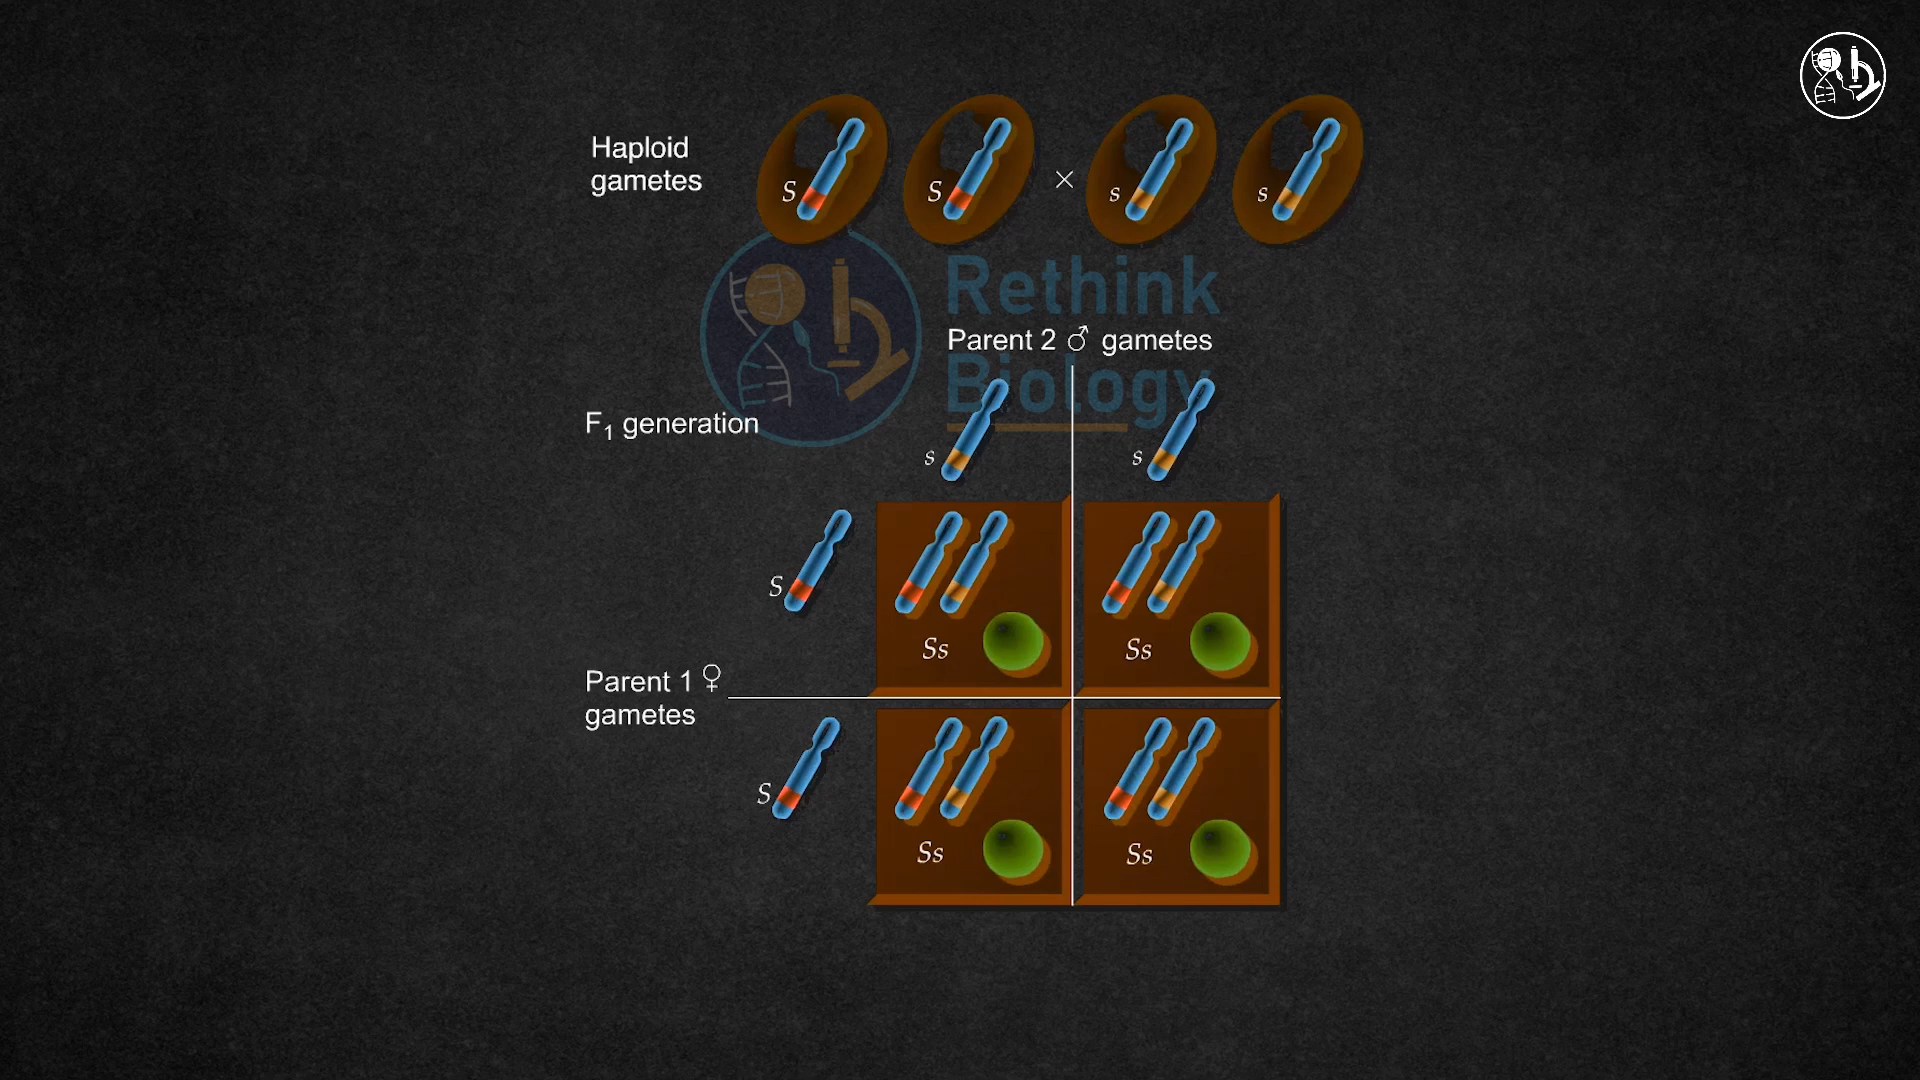 Haploid
gametes
S
S
×
s
s
Rethink
Biology
Parent 2 ♂ gametes
F₁ generation
s
s
S
Ss
Ss
Parent 1 ♀
gametes
S
Ss
Ss